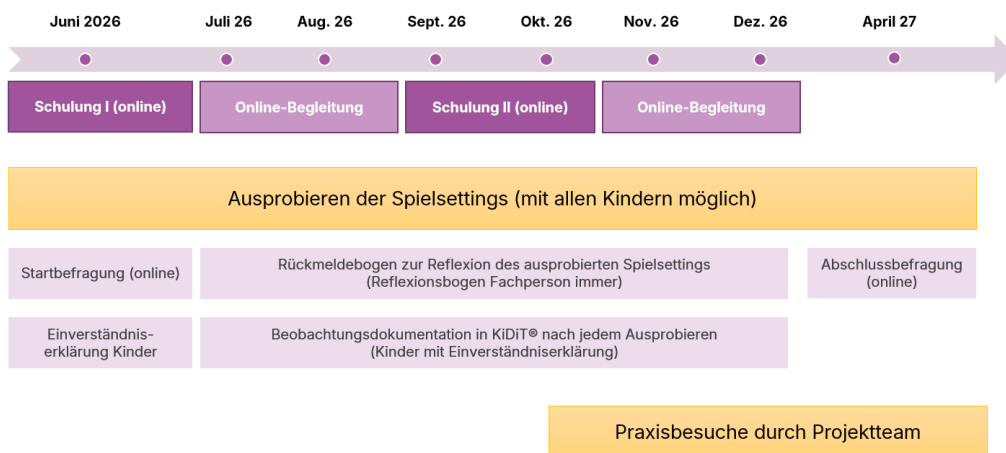 Juni 2026
Juli 26
Aug. 26
Sept. 26
Okt. 26
Nov. 26
Dez. 26
April 27
Schulung I (online)
Online-Begleitung
Schulung II (online)
Online-Begleitung
Ausprobieren der Spielsettings (mit allen Kindern möglich)
Startbefragung (online)
Rückmeldebogen zur Reflexion des ausprobierten Spielsettings
(Reflexionsbogen Fachperson immer)
Abschlussbefragung
(online)
Einverständnis-
erklärung Kinder
Beobachtungsdokumentation in KiDiT® nach jedem Ausprobieren
(Kinder mit Einverständniserklärung)
Praxisbesuche durch Projektteam